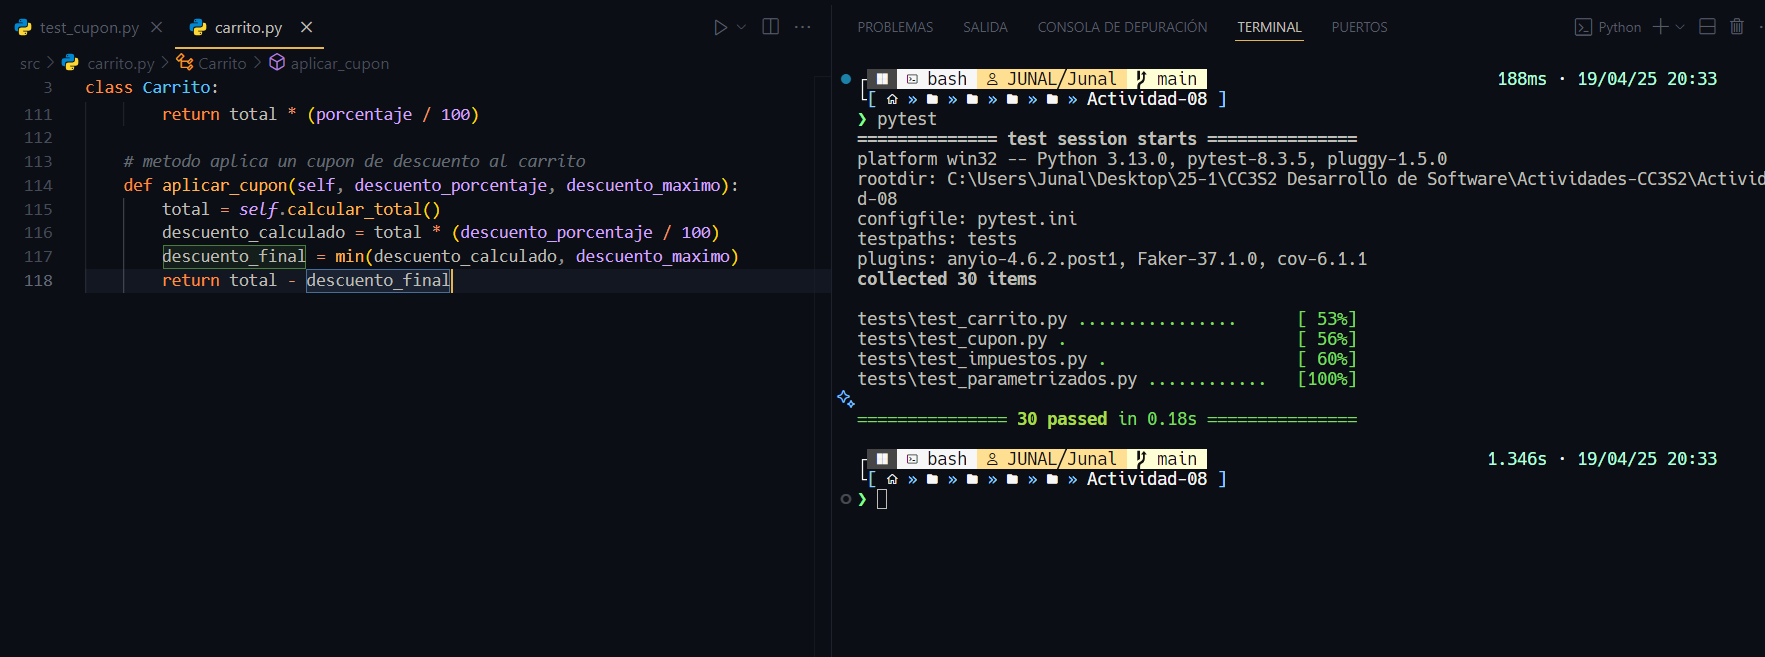 test_cupon.py
carrito.py
src > carrito.py > Carrito > aplicar_cupon
3 class Carrito:
111 return total * (porcentaje / 100)
112
113 # metodo aplica un cupon de descuento al carrito
114 def aplicar_cupon(self, descuento_porcentaje, descuento_maximo):
115 total = self.calcular_total()
116 descuento_calculado = total * (descuento_porcentaje / 100)
117 descuento_final = min(descuento_calculado, descuento_maximo)
118 return total - descuento_final
PROBLEMAS SALIDA CONSOLA DE DEPURACIÓN TERMINAL PUERTOS Python
bash JUNAL/Junal main 188ms · 19/04/25 20:33
[ » » » » » Actividad-08 ]
❯ pytest
============== test session starts ===============
platform win32 -- Python 3.13.0, pytest-8.3.5, pluggy-1.5.0
rootdir: C:\Users\Junal\Desktop\25-1\CC3S2 Desarrollo de Software\Actividades-CC3S2\Activid
d-08
configfile: pytest.ini
testpaths: tests
plugins: anyio-4.6.2.post1, Faker-37.1.0, cov-6.1.1
collected 30 items
tests\test_carrito.py ................ [ 53%]
tests\test_cupon.py . [ 56%]
tests\test_impuestos.py . [ 60%]
tests\test_parametrizados.py ............ [100%]
=============== 30 passed in 0.18s ===============
bash JUNAL/Junal main 1.346s · 19/04/25 20:33
[ » » » » » Actividad-08 ]
❯